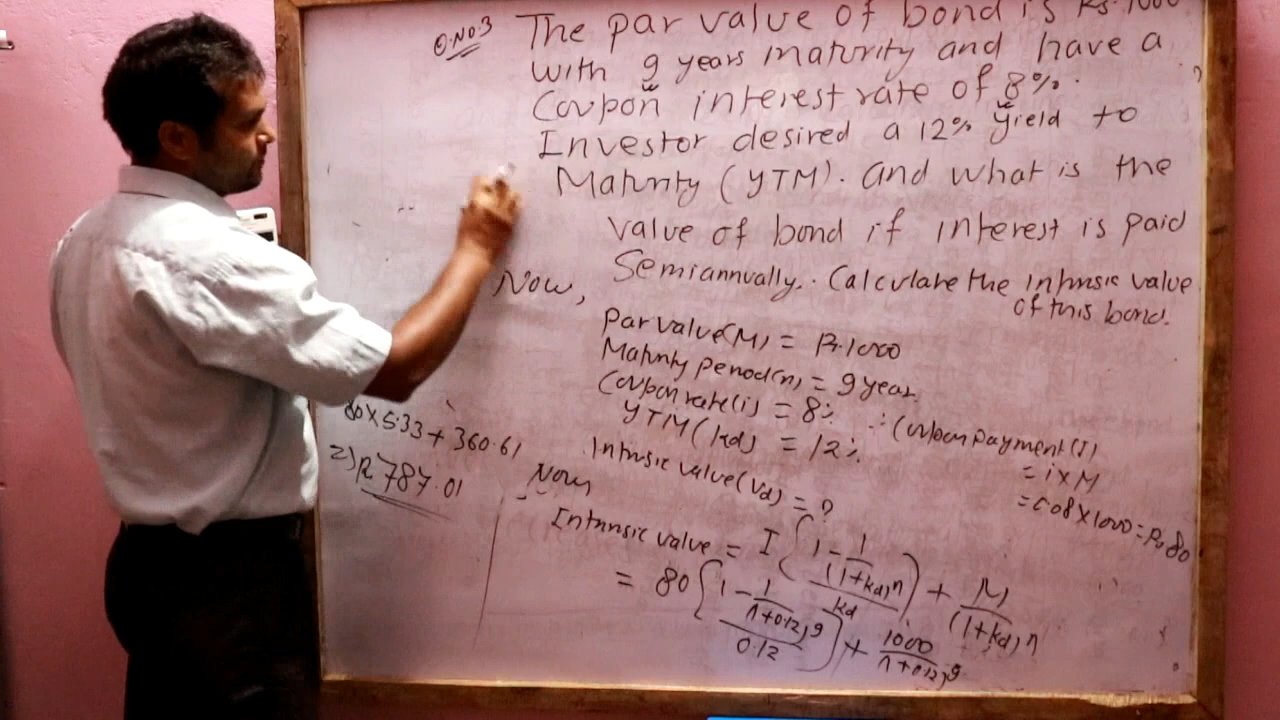 Q.No.3 The par value of bond is Rs.1000
with 9 years maturity and have a
Coupon interest rate of 8%.
Investor desired a 12% yield to
Maturity (YTM). and what is the
value of bond if interest is paid
Semiannually. Calculate the intrinsic value
of this bond.
Now,
Par value(M) = Rs.1000
Maturity period(n) = 9 year
Coupon rate(i) = 8%
YTM(kd) = 12%
Intrinsic value(Vd) = ?
∴ Coupon payment(I)
= i×M
= 0.08×1000 = Rs.80
Now
Intrinsic value = I (1 - 1/(1+kd)n / kd) + M/(1+kd)n
= 80 [1 - 1/(1+0.12)9 / 0.12] + 1000/(1+0.12)9
80×5.33+360.61
=) Rs 787.01